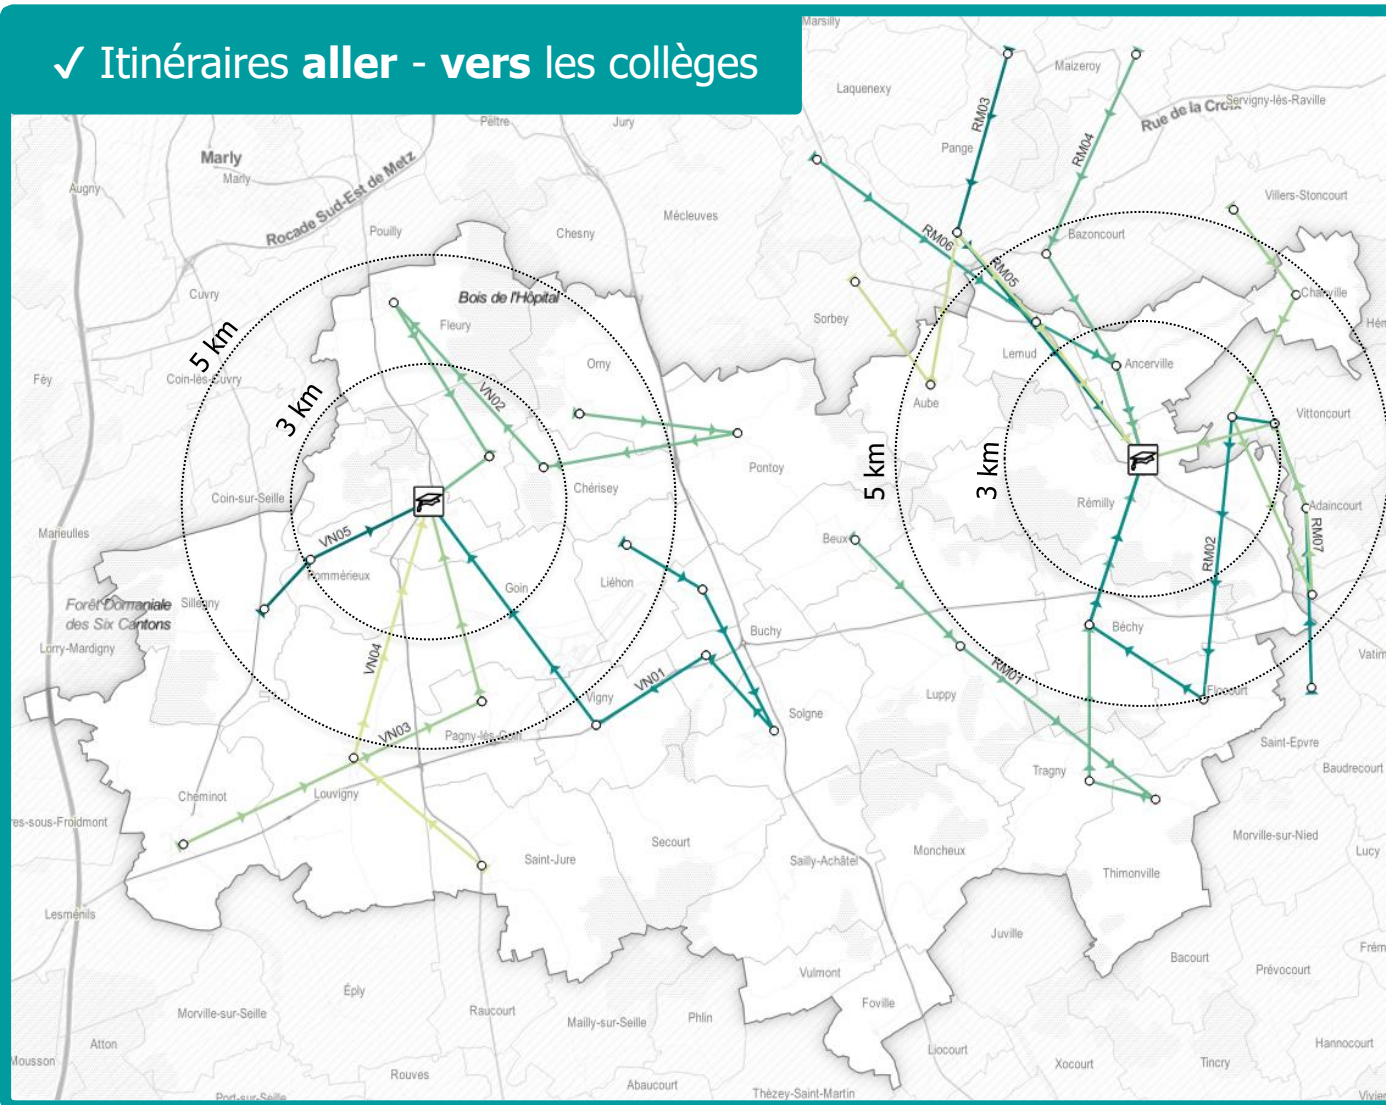 ✓ Itinéraires aller - vers les collèges
Marsilly
Maizeroy
Laquenexy
Servigny-lès-Raville
Rue de la Croix
RM03
Peltre
Jury
Pange
RM04
Marly
Marly
Rocade Sud-Est de Metz
Augny
Villers-Stoncourt
Mécleuves
Pouilly
Chesny
RM06
Bazoncourt
RM05
Cuvry
Bois de l'Hôpital
Chanville
Sorbey
Fleury
5 km
Hén
Lemud
Ancerville
Orny
Féy
Coin-lès-Cuvry
VN02
3 km
Aube
Vittoncourt
Pontoy
5 km
3 km
Chérisey
Coin-sur-Seille
Rémilly
Adaincourt
Marieulles
VN05
RM07
Beux
RM02
Pommérieux
Liéhon
Goin
Forêt Domaniale
des Six Cantons
Sillegny
Béchy
Buchy
Lorry-Mardigny
VN04
Vatim
RM01
VN01
Flocourt
Luppy
Vigny
Solgne
VN03
Pagny-lès-Goin
Saint-Epvre
Tragny
Baudrecourt
Cheminot
Louvigny
res-sous-Froidmont
Morville-sur-Nied
Secourt
Moncheux
Lucy
Saint-Jure
Sailly-Achâtel
Thimonville
Lesménils
Juville
Frém
Bacourt
Prévocourt
Vulmont
Éply
Foville
Raucourt
Morville-sur-Seille
Mailly-sur-Seille
Phlin
Atton
Hannocourt
Liocourt
Mousson
Xocourt
Tincry
Rouves
Abaucourt
Thézey-Saint-Martin
Port-sur-Seille
Vivier